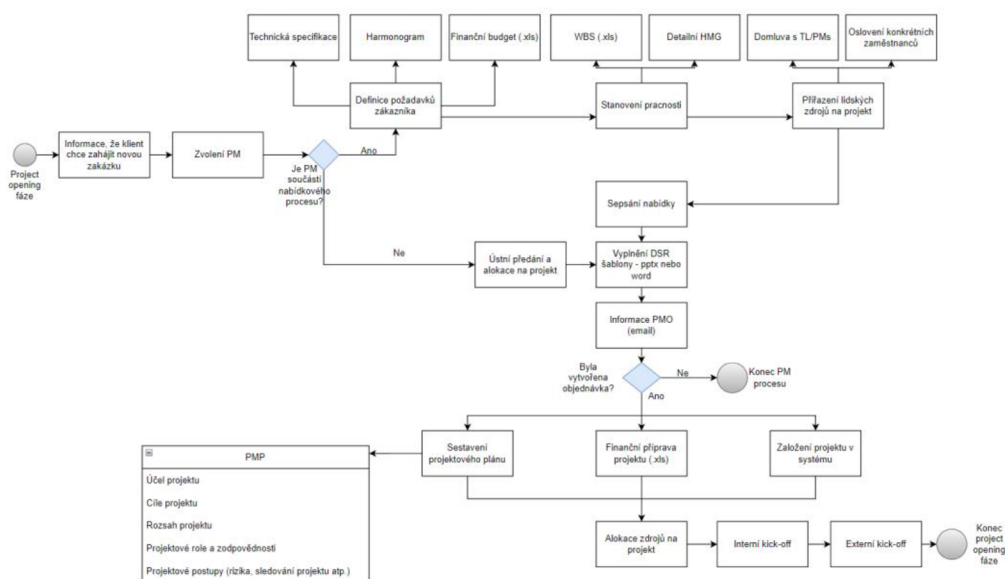 Technická specifikace
Harmonogram
Finanční budget (.xls)
WBS (.xls)
Detailní HMG
Domluva s TL/PMs
Oslovení konkrétních
zaměstnanců
Definice požadavků
zákazníka
Stanovení pracnosti
Přiřazení lidských
zdrojů na projekt
Project
opening
fáze
Informace, že klient
chce zahájit novou
zakázku
Zvolení PM
Je PM
součástí
nabídkového
procesu?
Ano
Ne
Sepsání nabídky
Ústní předání a
alokace na projekt
Vyplnění DSR
šablony - pptx nebo
word
Informace PMO
(email)
Byla
vytvořena
objednávka?
Ne
Konec PM
procesu
Ano
Sestavení
projektového plánu
Finanční příprava
projektu (.xls)
Založení projektu v
systému
PMP
Účel projektu
Cíle projektu
Rozsah projektu
Projektové role a zodpovědnosti
Projektové postupy (rizika, sledování projektu atp.)
Alokace zdrojů na
projekt
Interní kick-off
Externí kick-off
Konec
project
opening
fáze